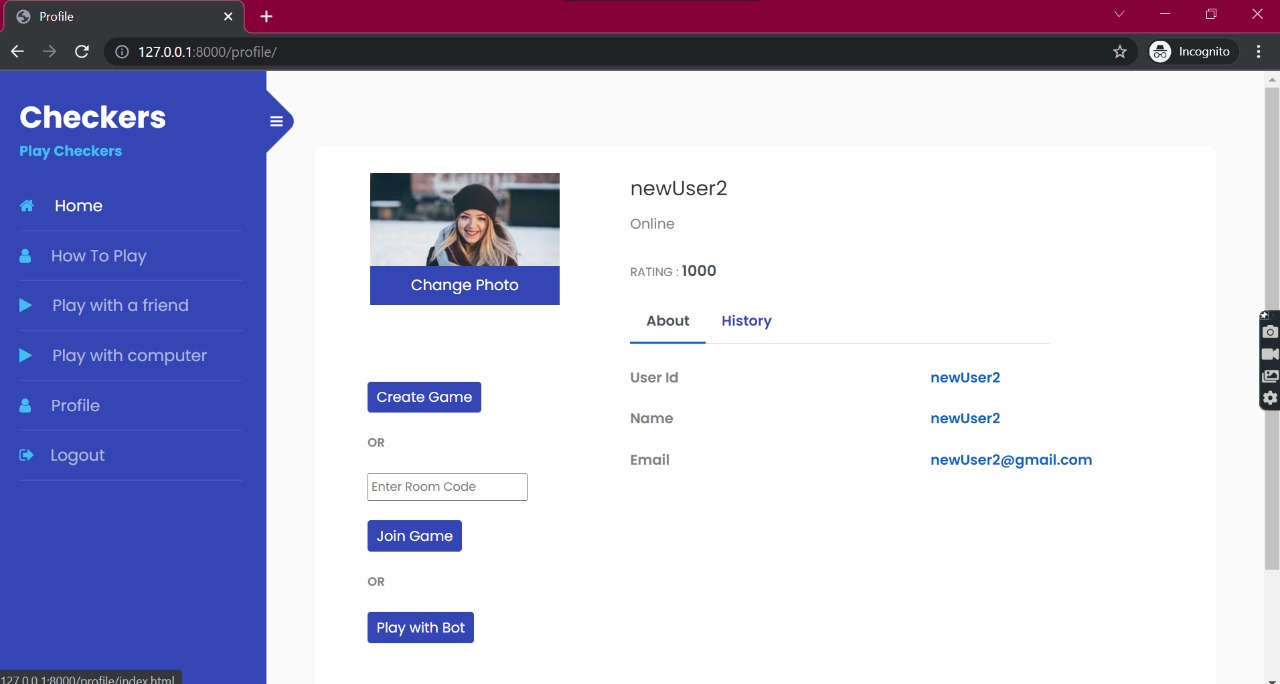 Profile
127.0.0.1:8000/profile/
Incognito
Checkers
Play Checkers
Home
How To Play
Play with a friend
Play with computer
Profile
Logout
Change Photo
Create Game
OR
Enter Room Code
Join Game
OR
Play with Bot
newUser2
Online
RATING : 1000
About History
User Id newUser2
Name newUser2
Email newUser2@gmail.com
127.0.0.1:8000/profile/index.html